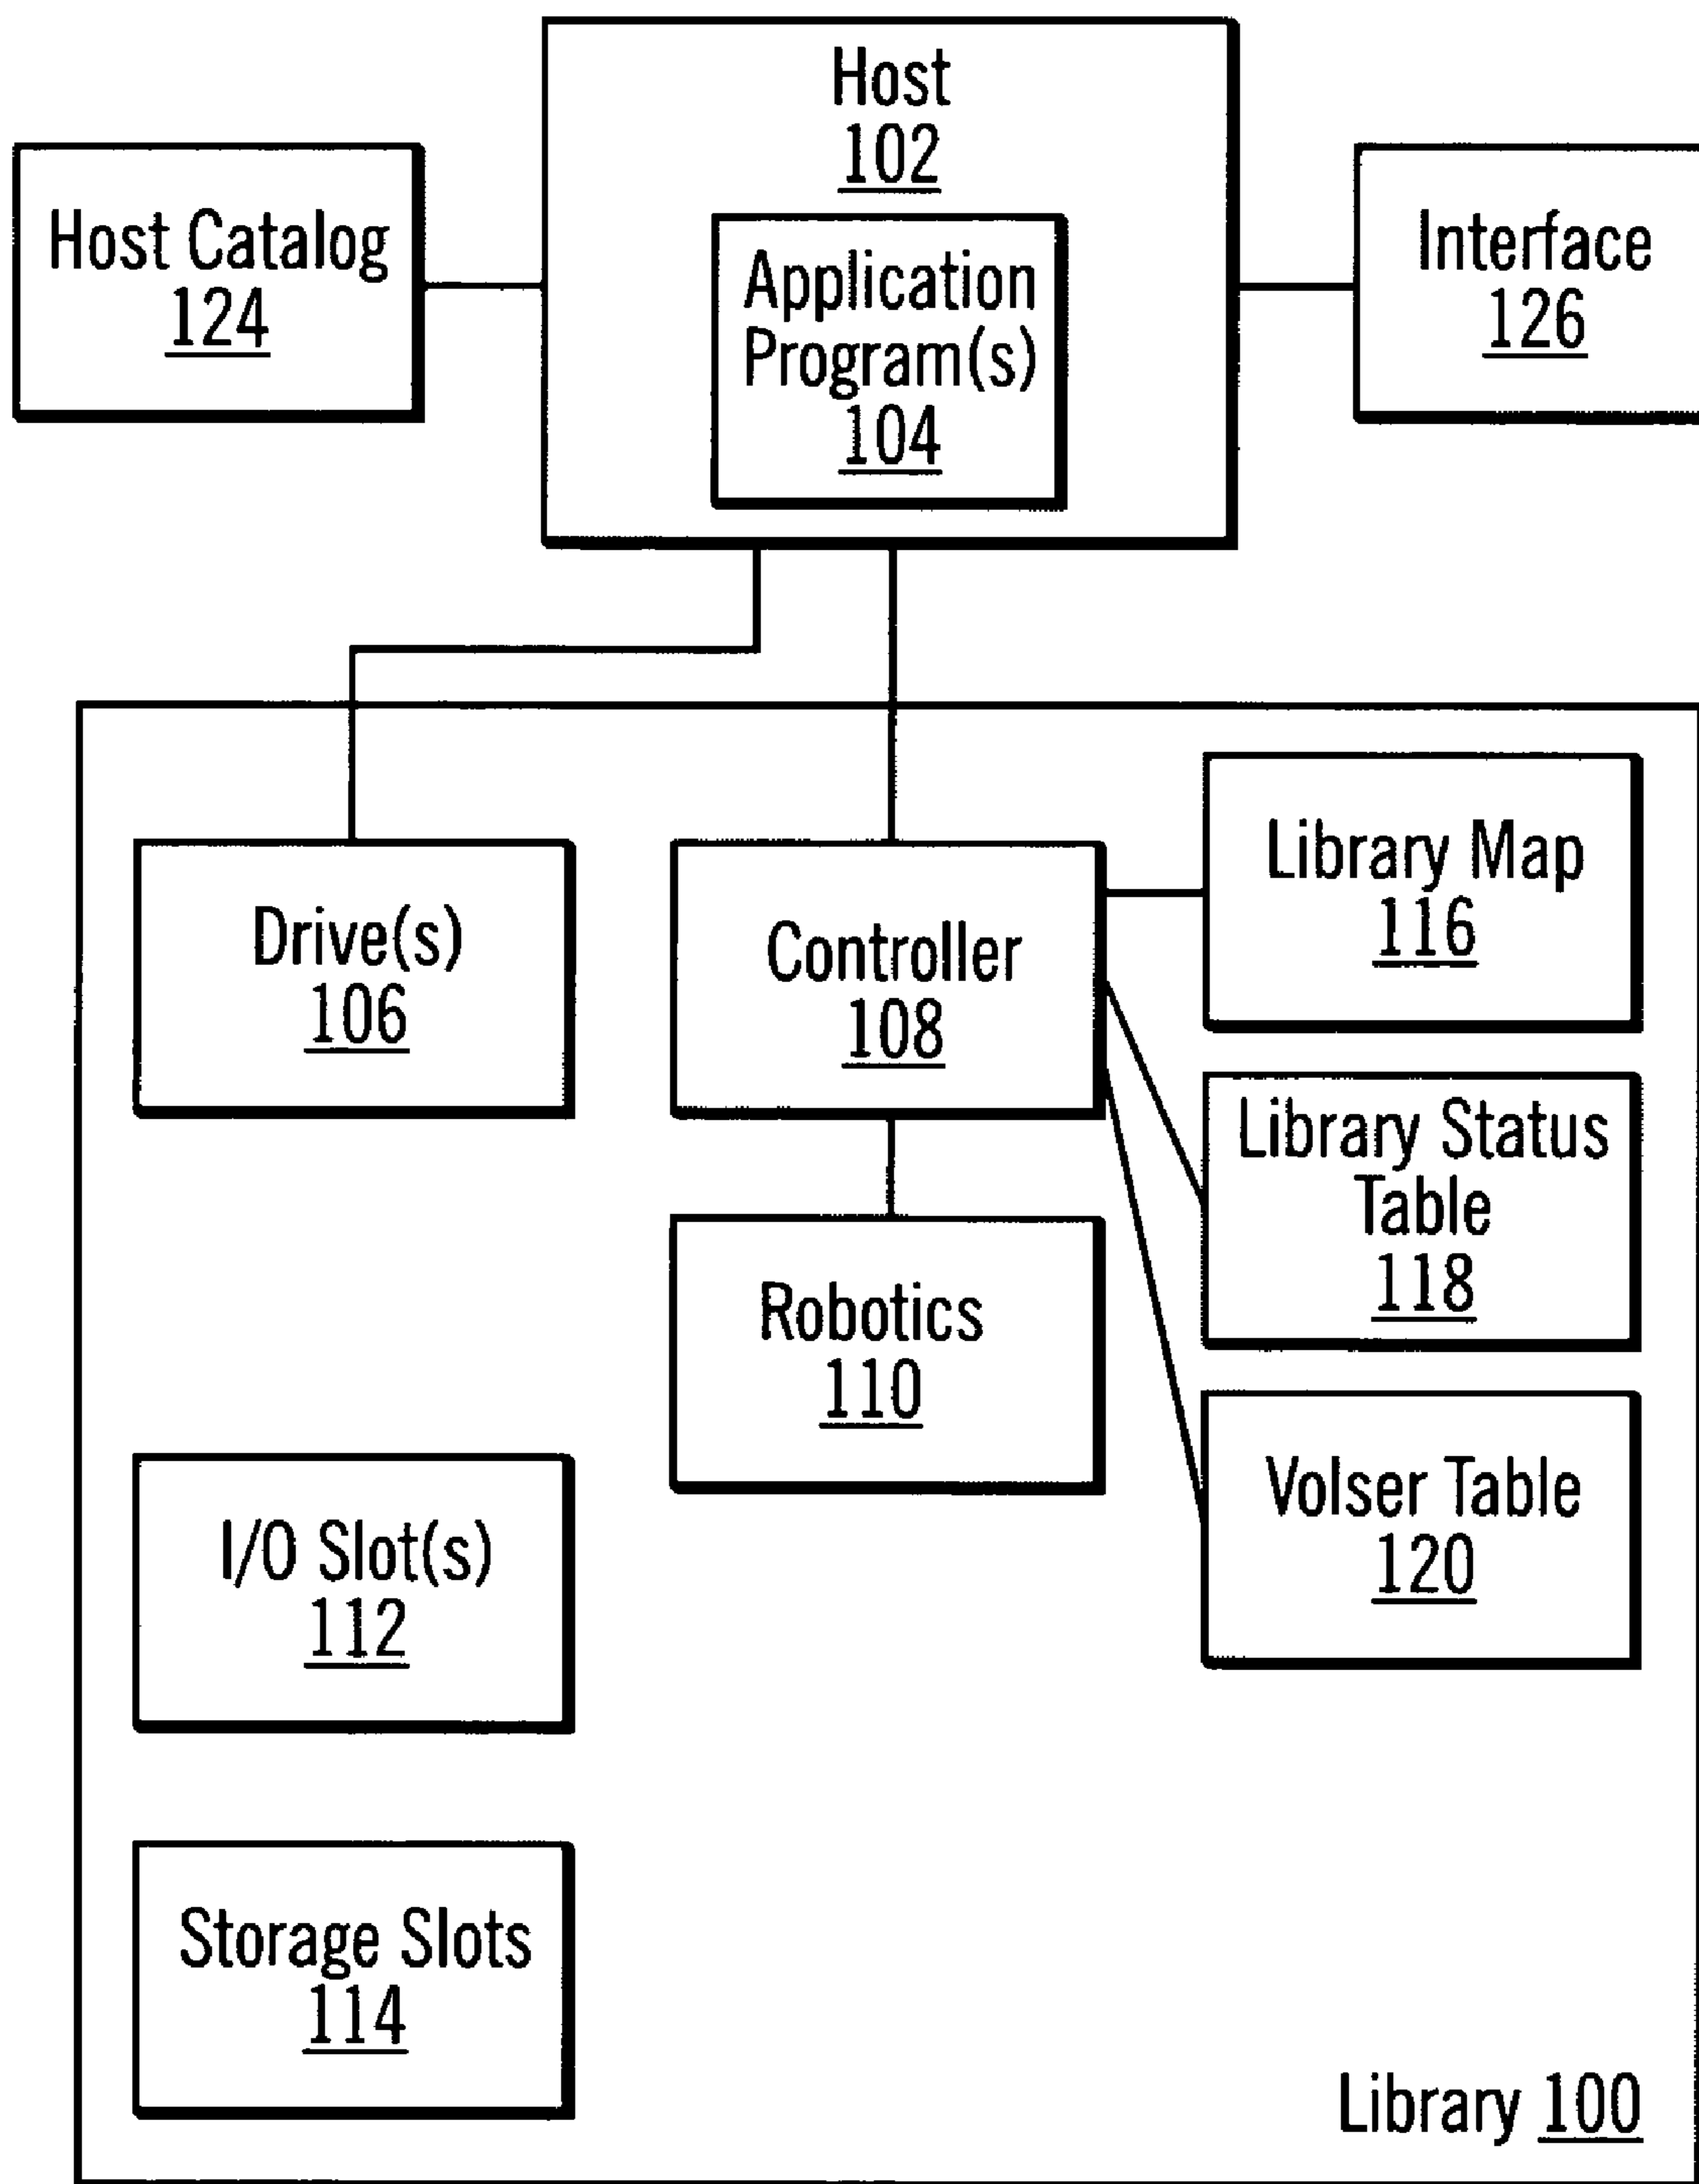 Host
102
Host Catalog
124
Application
Program(s)
104
Interface
126
Drive(s)
106
Controller
108
Library Map
116
Library Status
Table
118
Robotics
110
Volser Table
120
I/O Slot(s)
112
Storage Slots
114
Library 100